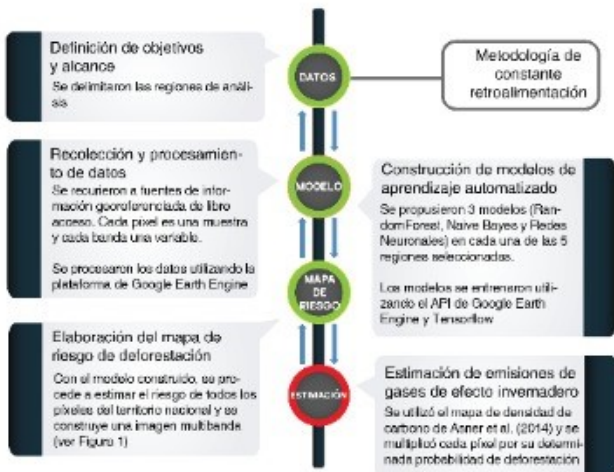 Definición de objetivos
y alcance
Se delimitaron las regiones de análi-
sis
DATOS
Metodología de
constante
retroalimentación
Recolección y procesamien-
to de datos
Se recurieron a fuentes de infor-
mación georeferenciada de libro
acceso. Cada pixel es una muestra
y cada banda una variable.
Se procesaron los datos utilizando la
plataforma de Google Earth Engine
MODELO
Construcción de modelos de
aprendizaje automatizado
Se propusieron 3 modelos (Ran-
domForest, Naive Bayes y Redes
Neuronales) en cada una de las 5
regiones seleccionadas.
Los modelos se entrenaron utili-
zando el API de Google Earth
Engine y Tensorflow
MAPA
DE
RIESGO
Elaboración del mapa de
riesgo de deforestación
Con el modelo construido, se pro-
cede a estimar el riesgo de todos los
píxeles del territorio nacional y se
construye una imagen multibanda
(ver Figura 1)
ESTIMACIÓN
Estimación de emisiones de
gases de efecto invernadero
Se utilizó el mapa de densidad de
carbono de Asner et al. (2014) y se
multiplicó cada píxel por su determi-
nada probabilidad de deforestación